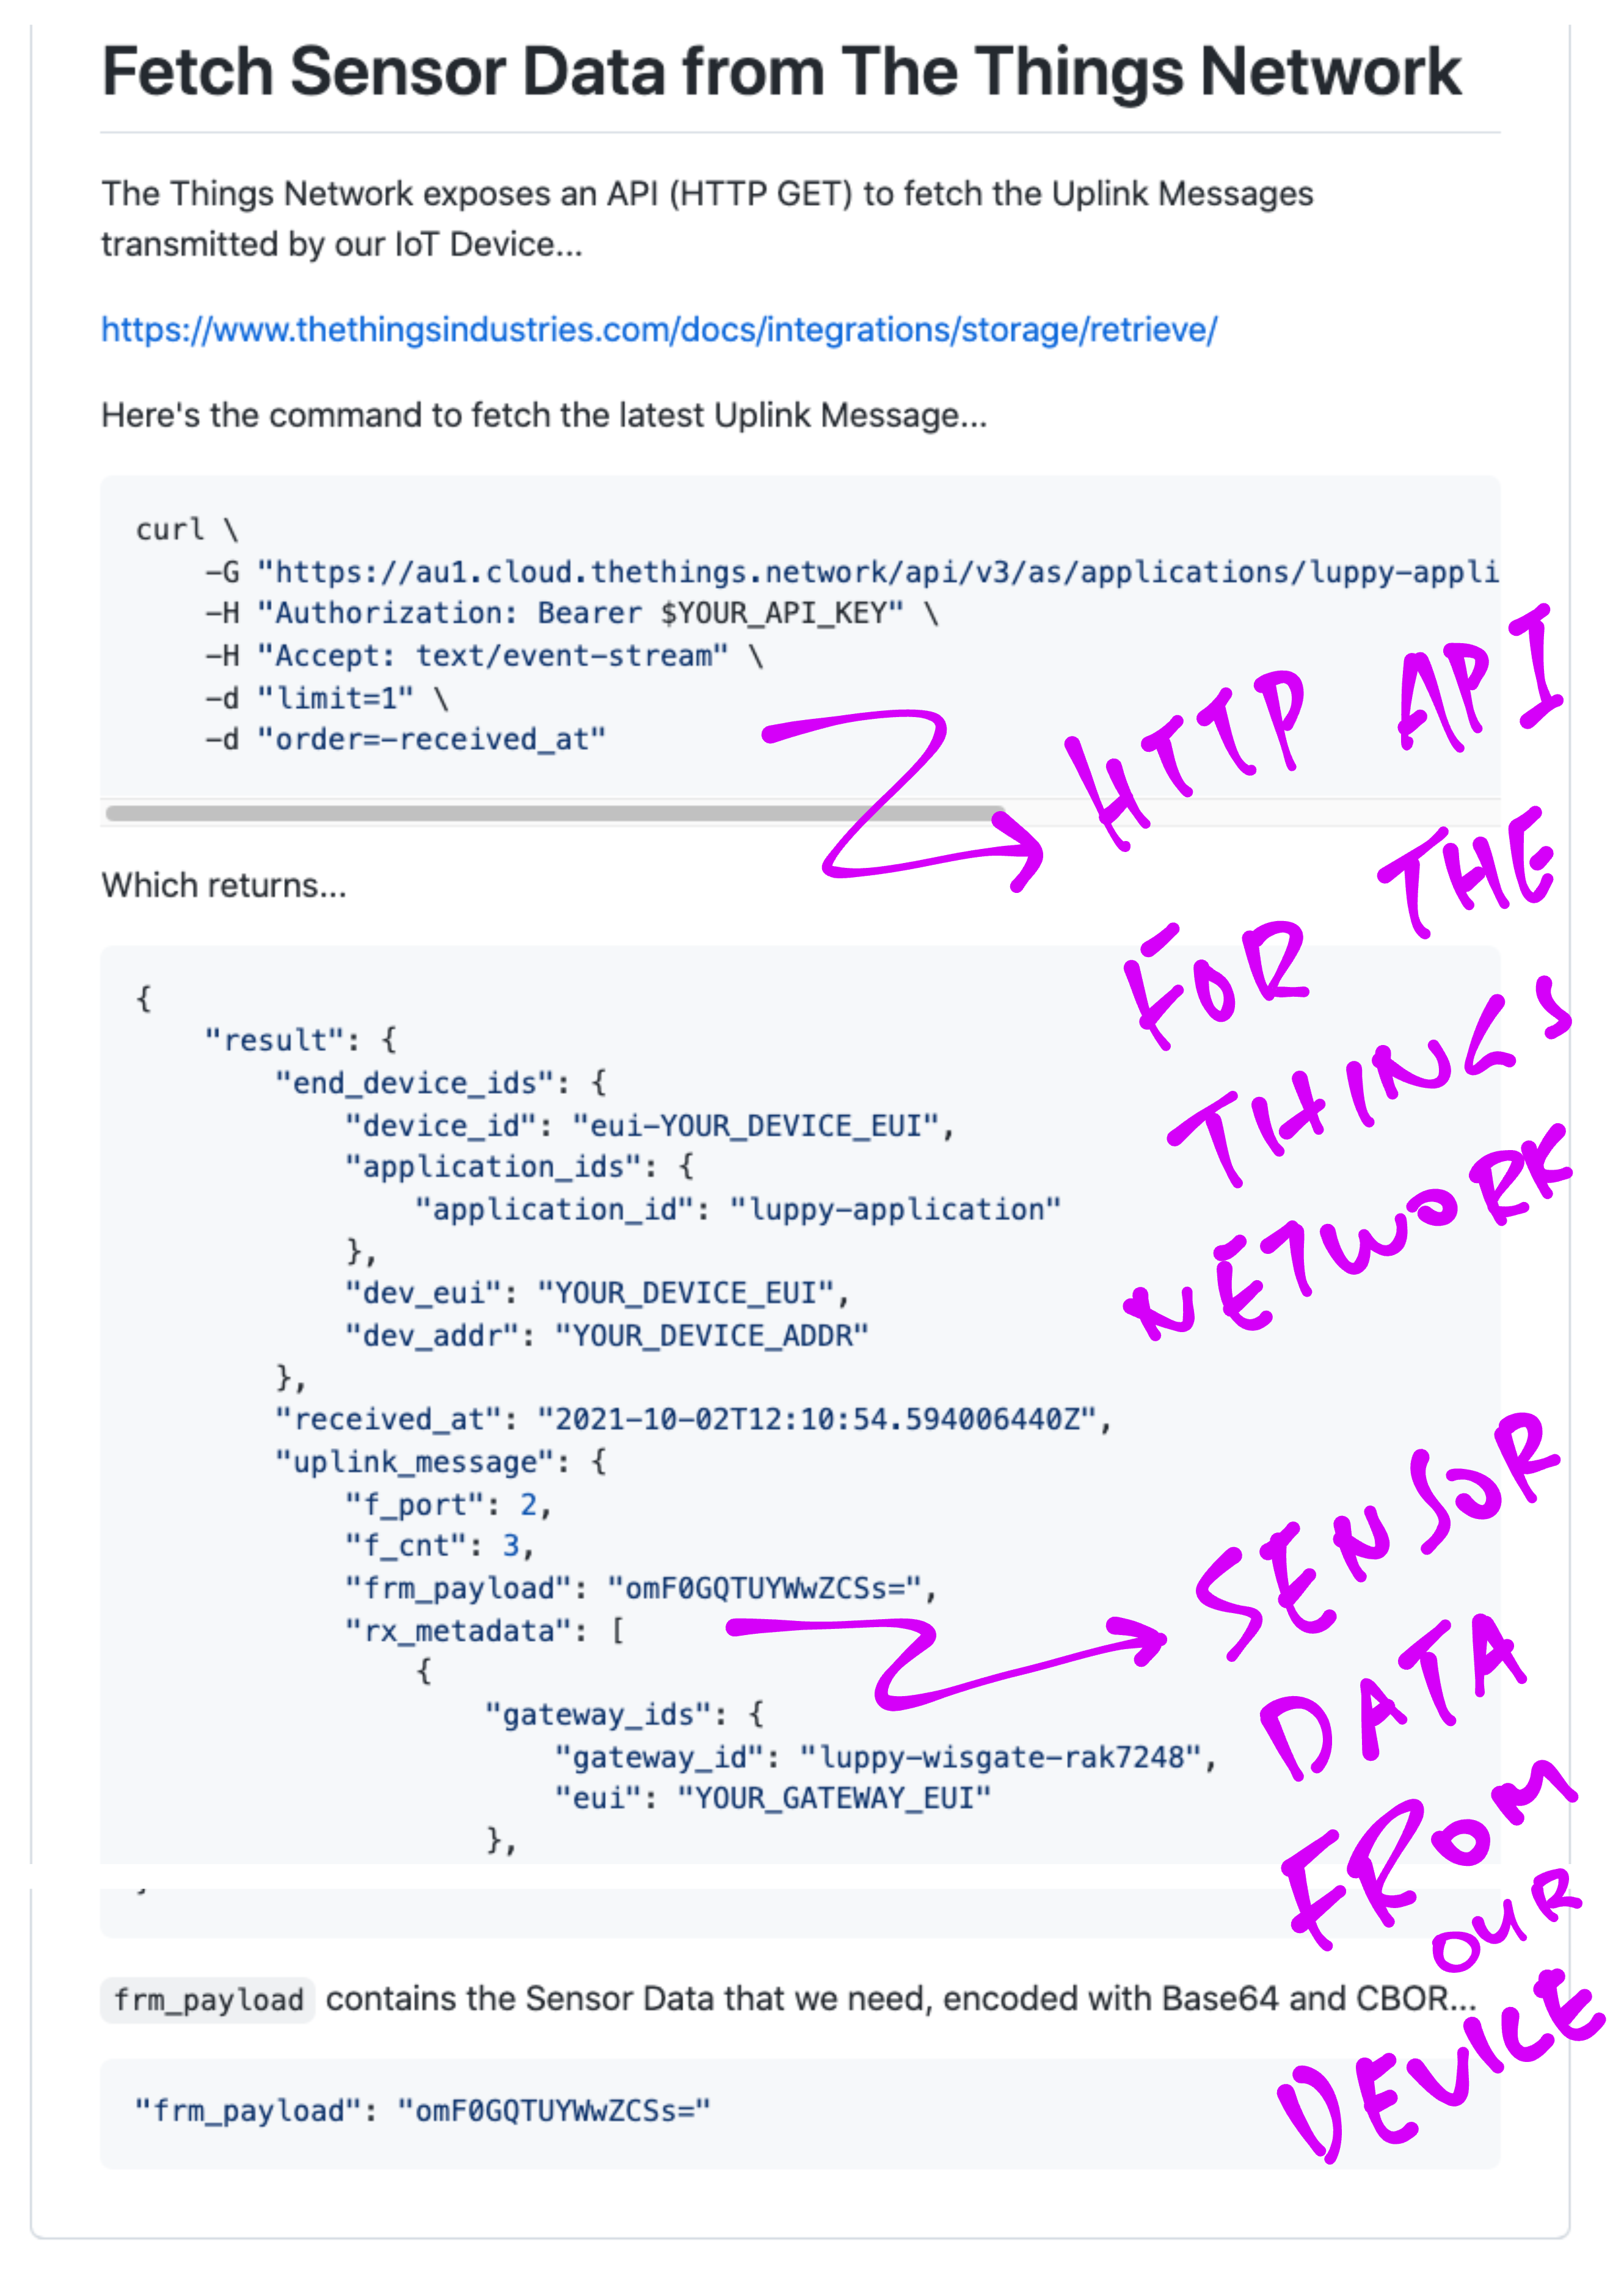 Fetch Sensor Data from The Things Network
The Things Network exposes an API (HTTP GET) to fetch the Uplink Messages
transmitted by our IoT Device...
https://www.thethingsindustries.com/docs/integrations/storage/retrieve/
Here's the command to fetch the latest Uplink Message...
curl \
    -G "https://au1.cloud.thethings.network/api/v3/as/applications/luppy-appli
    -H "Authorization: Bearer $YOUR_API_KEY" \
    -H "Accept: text/event-stream" \
    -d "limit=1" \
    -d "order=-received_at"
HTTP API
FOR THE
THINGS
NETWORK
Which returns...
{
    "result": {
        "end_device_ids": {
            "device_id": "eui-YOUR_DEVICE_EUI",
            "application_ids": {
                "application_id": "luppy-application"
            },
            "dev_eui": "YOUR_DEVICE_EUI",
            "dev_addr": "YOUR_DEVICE_ADDR"
        },
        "received_at": "2021-10-02T12:10:54.594006440Z",
        "uplink_message": {
            "f_port": 2,
            "f_cnt": 3,
            "frm_payload": "omF0GQTUYWwZCSs=",
            "rx_metadata": [
                {
                    "gateway_ids": {
                        "gateway_id": "luppy-wisgate-rak7248",
                        "eui": "YOUR_GATEWAY_EUI"
                    },
SENSOR
DATA
FROM
OUR
DEVICE
frm_payload contains the Sensor Data that we need, encoded with Base64 and CBOR...
"frm_payload": "omF0GQTUYWwZCSs="